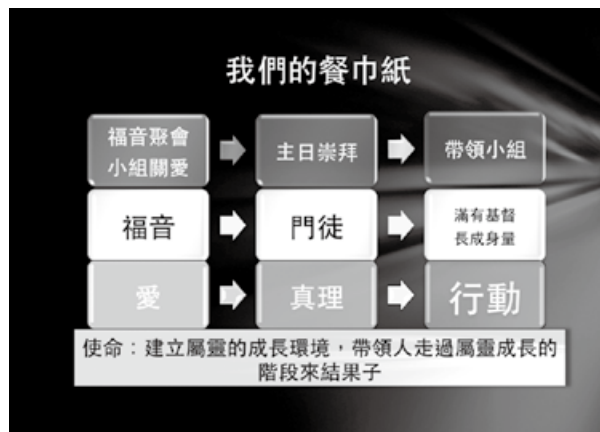 我們的餐巾紙
福音聚會
小組關愛
主日崇拜
帶領小組
福音
門徒
滿有基督
長成身量
愛
真理
行動
使命：建立屬靈的成長環境，帶領人走過屬靈成長的
階段來結果子